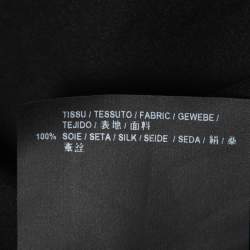 TISSU / TESSUTO / FABRIC / GEWEBE /
TEJIDO / 表地 / 面料
100% SOIE / SETA / SILK / SEIDE / SEDA / 絹 / 桑
蚕丝